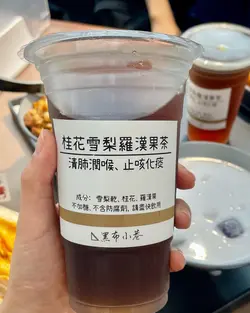 桂花雪梨羅漢果茶
清肺潤喉、止咳化痰
成分: 雪梨乾, 桂花, 羅漢果
不加糖, 不含防腐劑, 請盡快飲用
黑布小巷